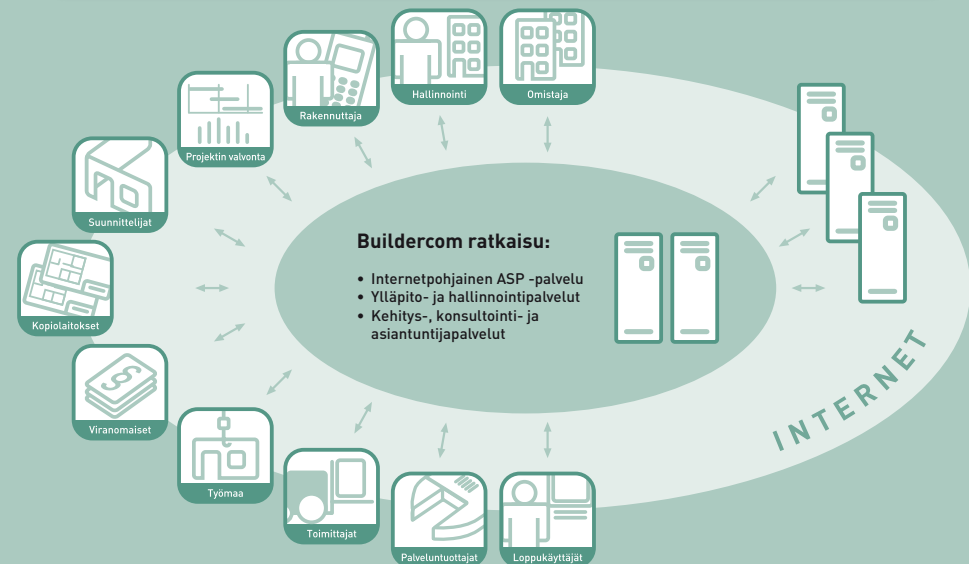 Hallinnointi
Omistaja
Rakennuttaja
Projektin valvonta
Suunnittelijat
Kopiolaitokset
Viranomaiset
Työmaa
Toimittajat
Palveluntuottajat
Loppukäyttäjät
Buildercom ratkaisu:
• Internetpohjainen ASP -palvelu
• Ylläpito- ja hallinnointipalvelut
• Kehitys-, konsultointi- ja
asiantuntijapalvelut
INTERNET
§